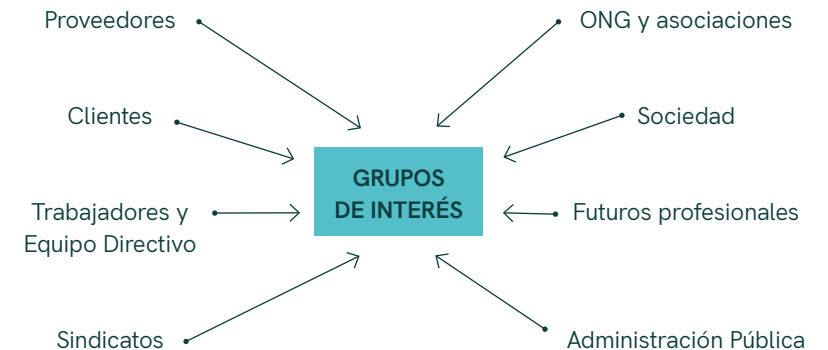 Proveedores
ONG y asociaciones
Clientes
Sociedad
GRUPOS
DE INTERÉS
Trabajadores y
Equipo Directivo
Futuros profesionales
Sindicatos
Administración Pública